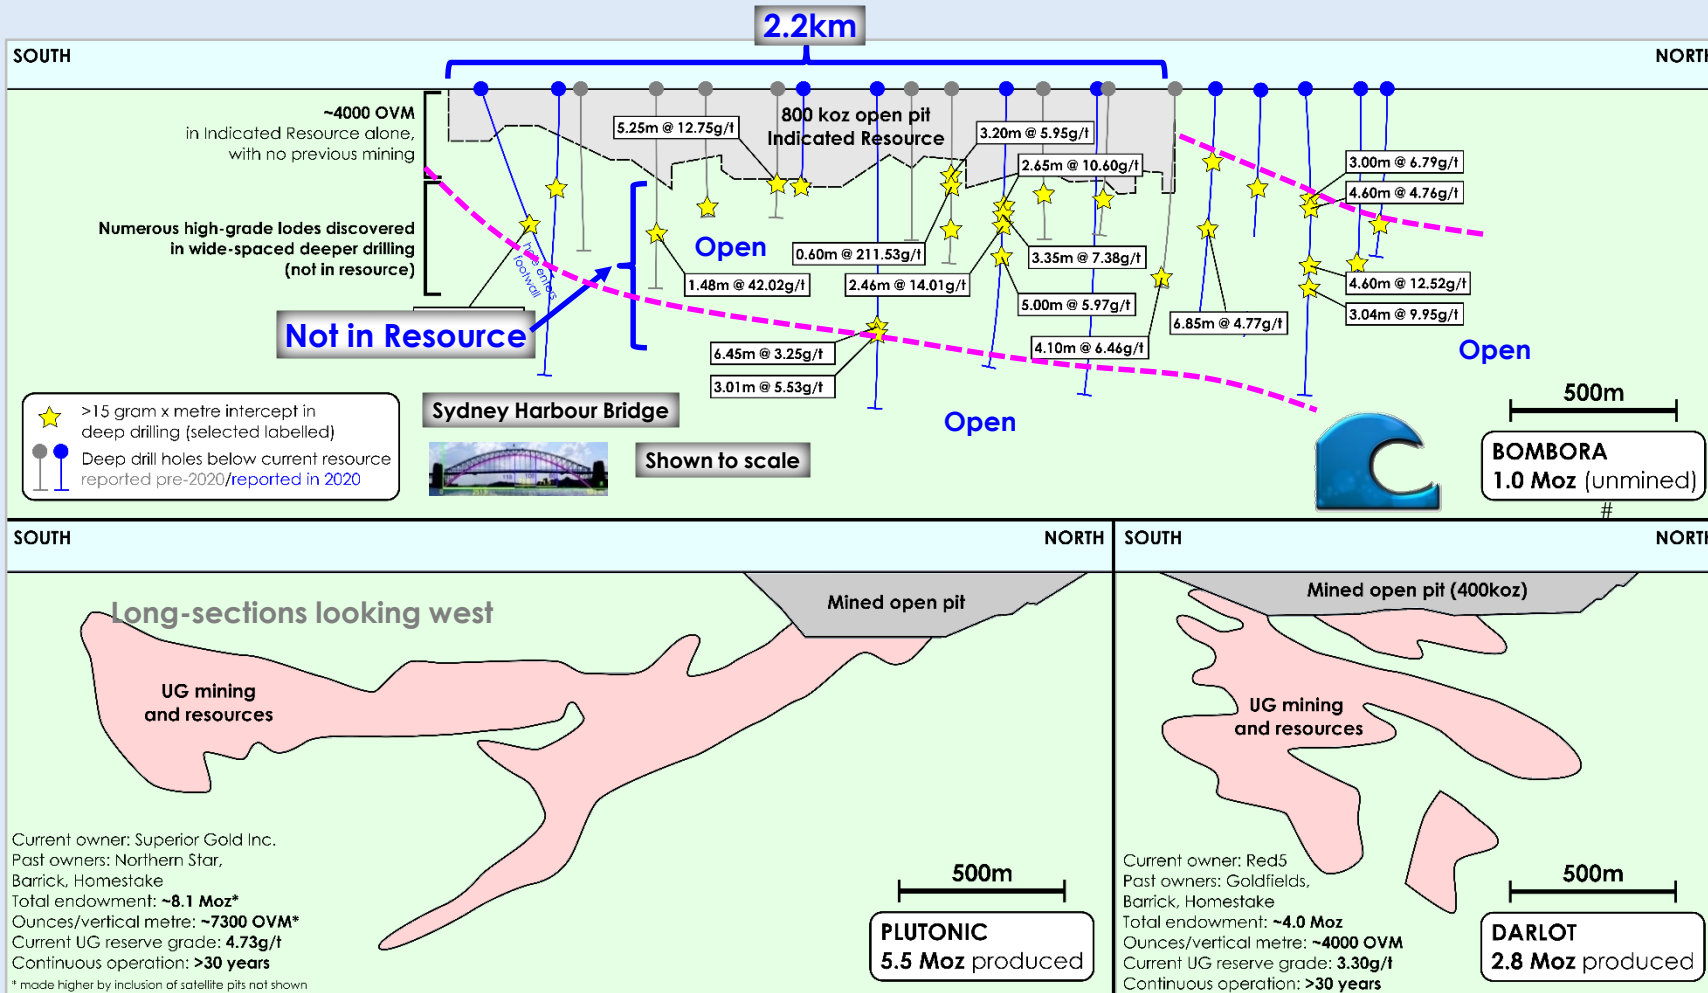 2.2km
SOUTH
NORTH
~4000 OVM
in Indicated Resource alone,
with no previous mining
800 koz open pit
Indicated Resource
5.25m @ 12.75g/t
3.20m @ 5.95g/t
2.65m @ 10.60g/t
3.00m @ 6.79g/t
4.60m @ 4.76g/t
Numerous high-grade lodes discovered
in wide-spaced deeper drilling
(not in resource)
hole enters
footwall
Open
0.60m @ 211.53g/t
3.35m @ 7.38g/t
1.48m @ 42.02g/t
2.46m @ 14.01g/t
4.60m @ 12.52g/t
5.00m @ 5.97g/t
3.04m @ 9.95g/t
6.85m @ 4.77g/t
Not in Resource
6.45m @ 3.25g/t
4.10m @ 6.46g/t
Open
3.01m @ 5.53g/t
>15 gram x metre intercept in
deep drilling (selected labelled)
Deep drill holes below current resource
reported pre-2020/reported in 2020
Sydney Harbour Bridge
Shown to scale
Open
500m
BOMBORA
1.0 Moz (unmined)
#
SOUTH
NORTH
Long-sections looking west
Mined open pit
UG mining
and resources
Current owner: Superior Gold Inc.
Past owners: Northern Star,
Barrick, Homestake
Total endowment: ~8.1 Moz*
Ounces/vertical metre: ~7300 OVM*
Current UG reserve grade: 4.73g/t
Continuous operation: >30 years
* made higher by inclusion of satellite pits not shown
500m
PLUTONIC
5.5 Moz produced
SOUTH
NORTH
Mined open pit (400koz)
UG mining
and resources
Current owner: Red5
Past owners: Goldfields,
Barrick, Homestake
Total endowment: ~4.0 Moz
Ounces/vertical metre: ~4000 OVM
Current UG reserve grade: 3.30g/t
Continuous operation: >30 years
500m
DARLOT
2.8 Moz produced